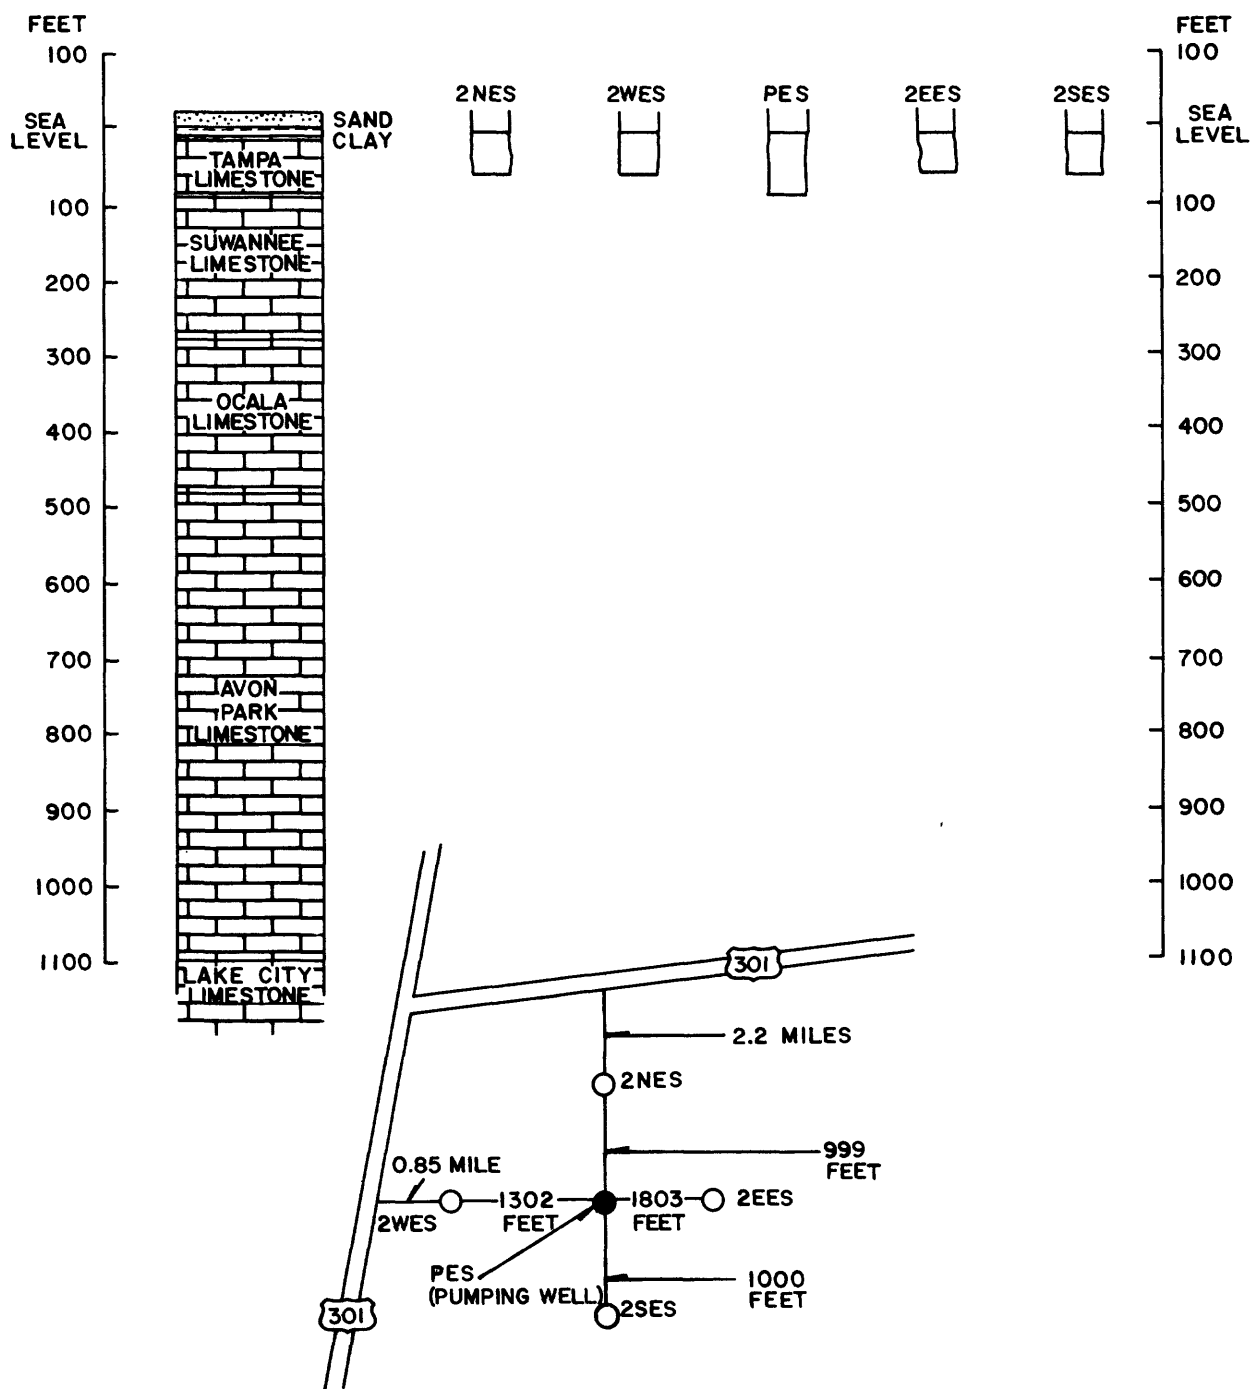 FEET
100
SEA
LEVEL
100
200
300
400
500
600
700
800
900
1000
1100
SAND
CLAY
TAMPA
LIMESTONE
SUWANNEE
LIMESTONE
OCALA
LIMESTONE
AVON
PARK
LIMESTONE
LAKE CITY
LIMESTONE
2NES
2WES
PES
2EES
2SES
FEET
100
SEA
LEVEL
100
200
300
400
500
600
700
800
900
1000
1100
301
2.2 MILES
2NES
999
FEET
0.85 MILE
2WES
1302
FEET
1803
FEET
2EES
PES
(PUMPING WELL)
1000
FEET
2SES
301